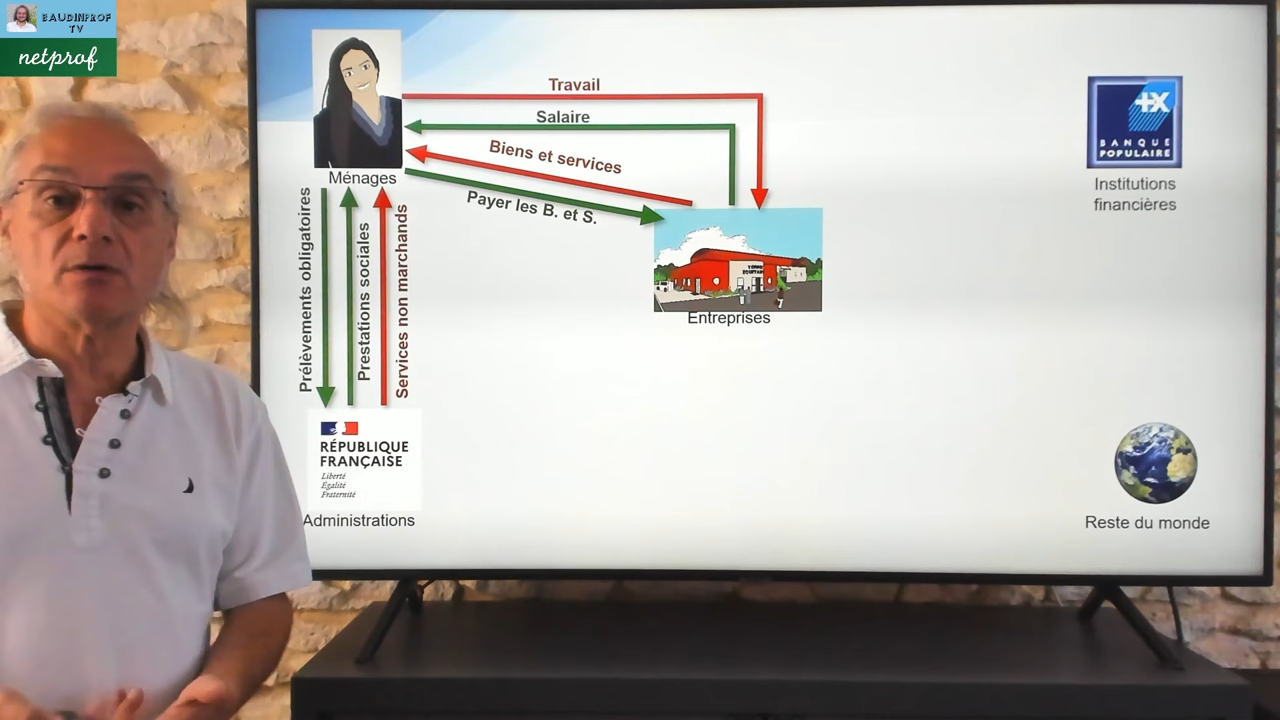 BAUDINPROF
TV
netprof
Travail
Salaire
Biens et services
Payer les B. et S.
Ménages
Prélèvements obligatoires
Prestations sociales
Services non marchands
Entreprises
+X
BANQUE
POPULAIRE
Institutions
financières
RÉPUBLIQUE
FRANÇAISE
Liberté
Égalité
Fraternité
Administrations
Reste du monde